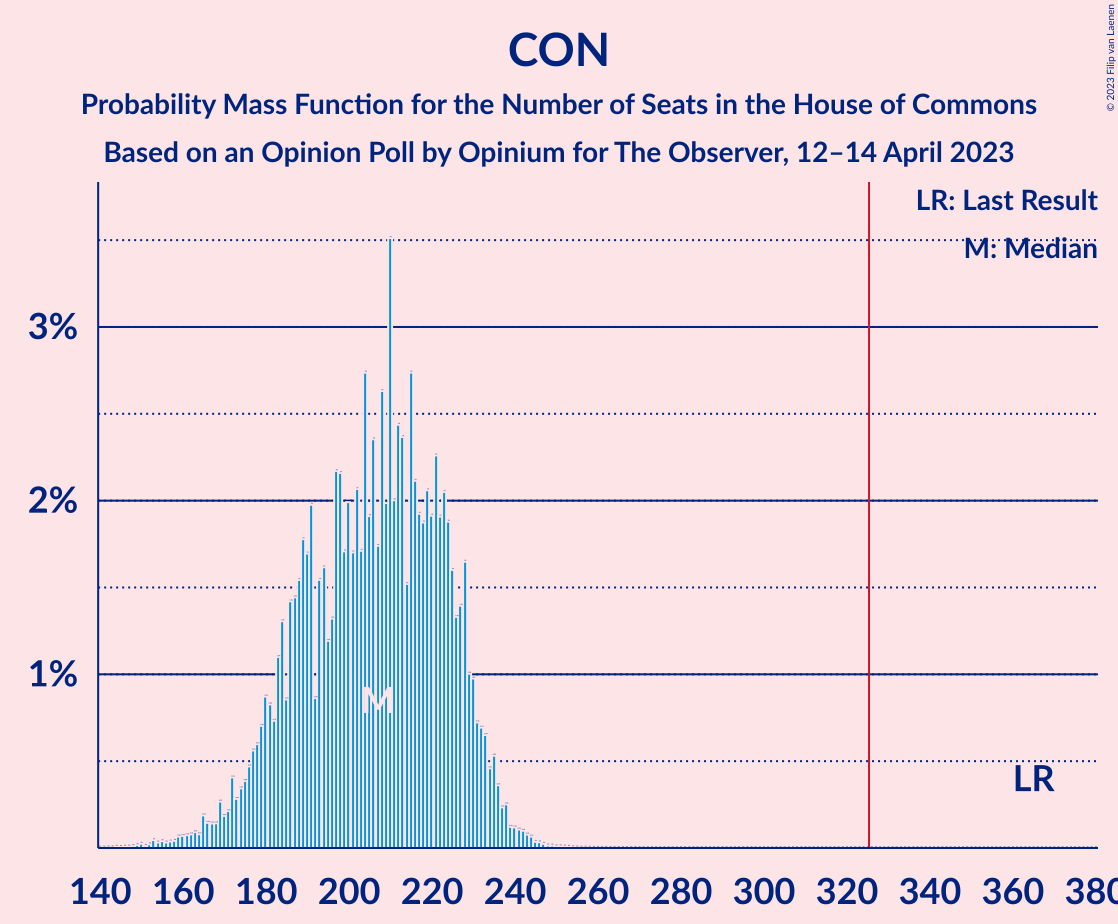 CON
Probability Mass Function for the Number of Seats in the House of Commons
Based on an Opinion Poll by Opinium for The Observer, 12–14 April 2023
© 2023 Filip van Laenen
LR: Last Result
M: Median
3%
2%
1%
M
LR
140 160 180 200 220 240 260 280 300 320 340 360 380